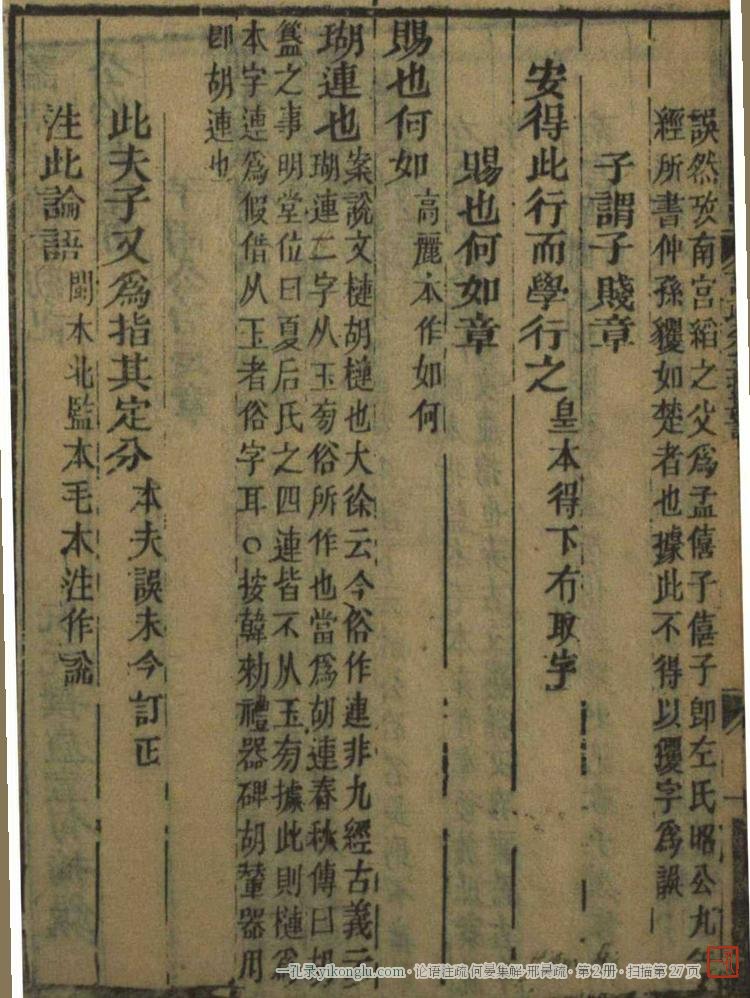 誤然攷南宮縚之父爲孟僖子僖子卽左氏昭公九年
經所書仲孫貜如楚者也據此不得以玃字爲誤
子謂子賤章
安得此行而學行之 皇本得下有取字
賜也何如章
賜也何如 高麗本作如何
瑚連也 案說文槤胡槤也大徐云今俗作連非九經古義云
瑚連二字从玉旁俗所作也當爲胡連春秋傳曰胡
簋之事明堂位曰夏后氏之四連皆不从玉旁據此則槤爲
本字連爲假借从玉者俗字耳○按韓勑禮器碑胡輦器用
卽胡連也
此夫子又爲指其定分 本夫誤未今訂正
注此論語 閩本北監本毛本注作說
一孔录yikonglu.com · 论语注疏.何晏集解.邢昺疏 · 第2册 · 扫描第27页